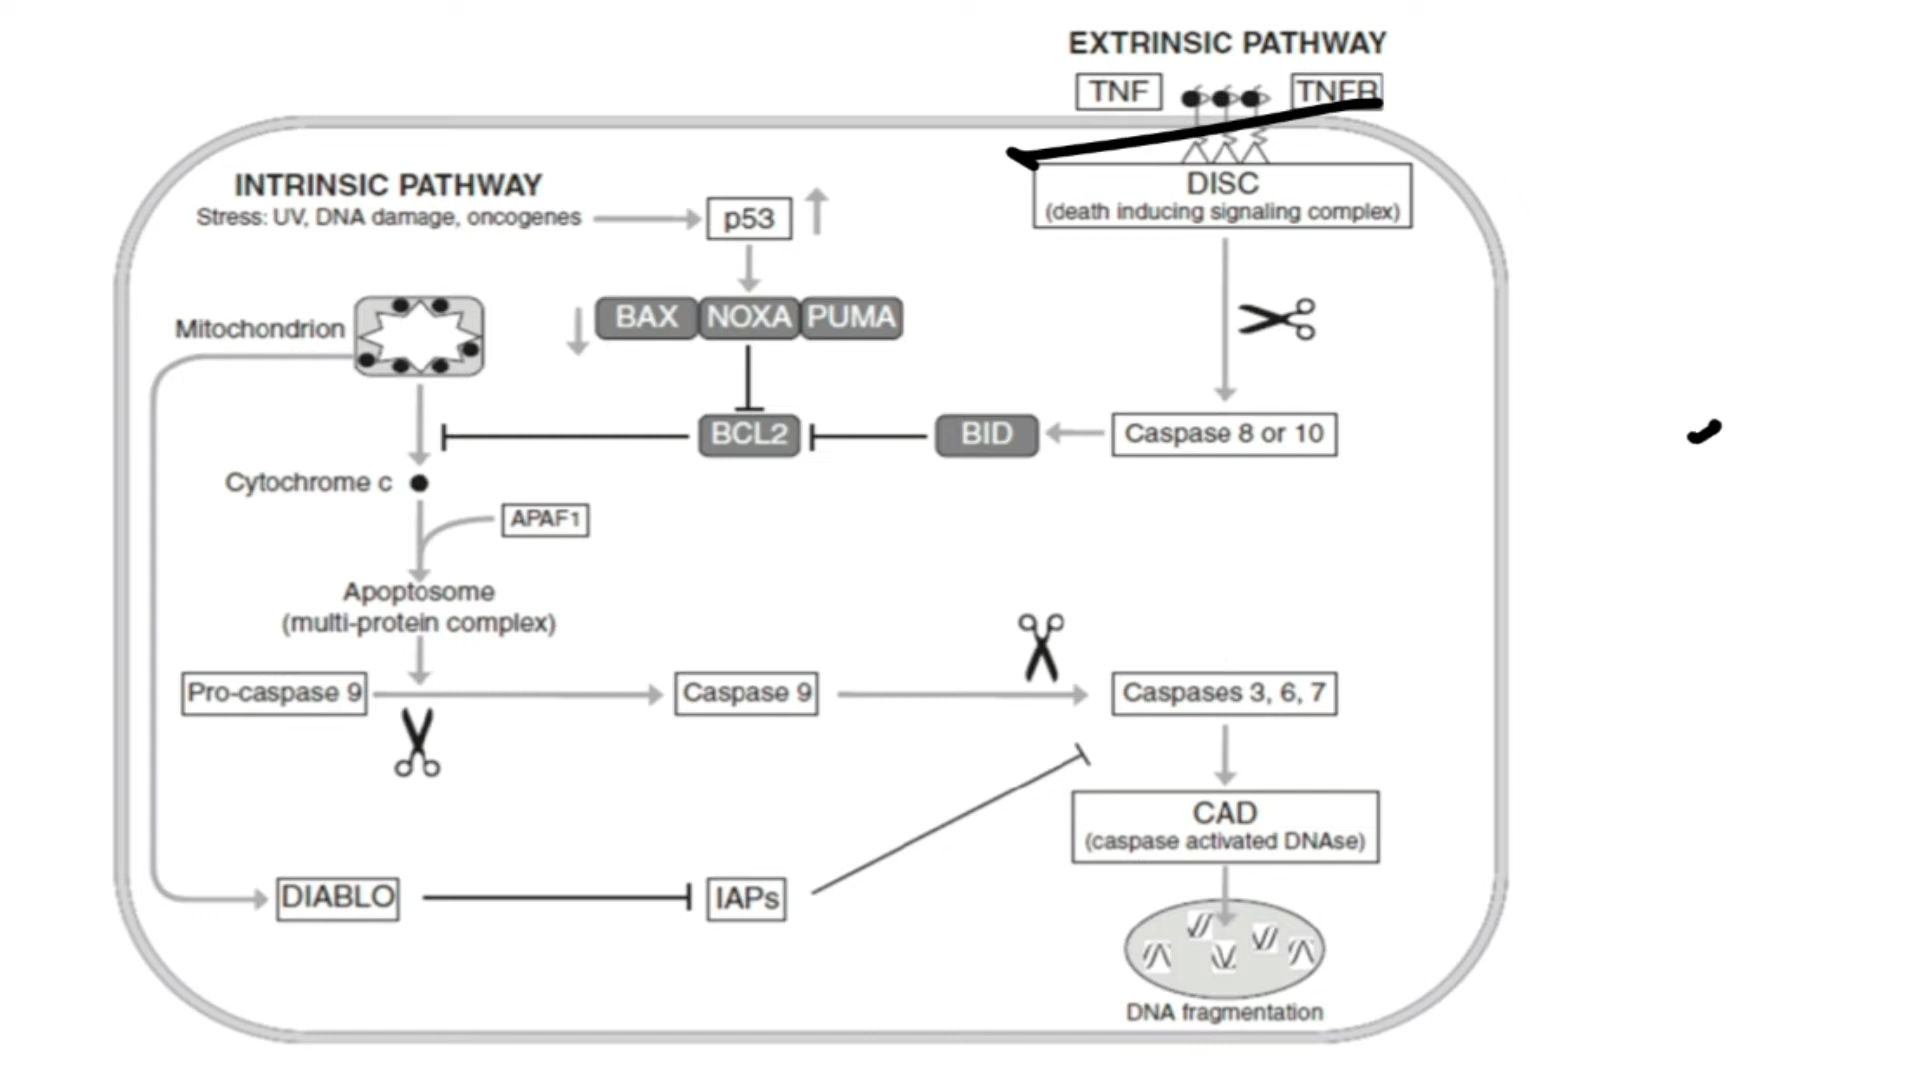 EXTRINSIC PATHWAY
TNF
TNFR
DISC
(death inducing signaling complex)
INTRINSIC PATHWAY
Stress: UV, DNA damage, oncogenes
p53
Mitochondrion
BAX
NOXA
PUMA
BCL2
BID
Caspase 8 or 10
Cytochrome c
APAF1
Apoptosome
(multi-protein complex)
Pro-caspase 9
Caspase 9
Caspases 3, 6, 7
CAD
(caspase activated DNAse)
DIABLO
IAPs
DNA fragmentation